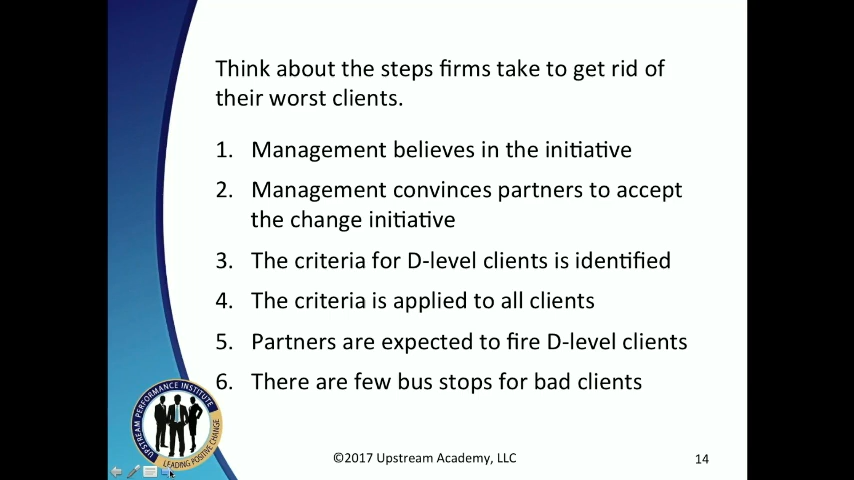 Think about the steps firms take to get rid of
their worst clients.
1. Management believes in the initiative
2. Management convinces partners to accept
the change initiative
3. The criteria for D-level clients is identified
4. The criteria is applied to all clients
5. Partners are expected to fire D-level clients
6. There are few bus stops for bad clients
UPSTREAM PERFORMANCE INSTITUTE
LEADING POSITIVE CHANGE
©2017 Upstream Academy, LLC
14